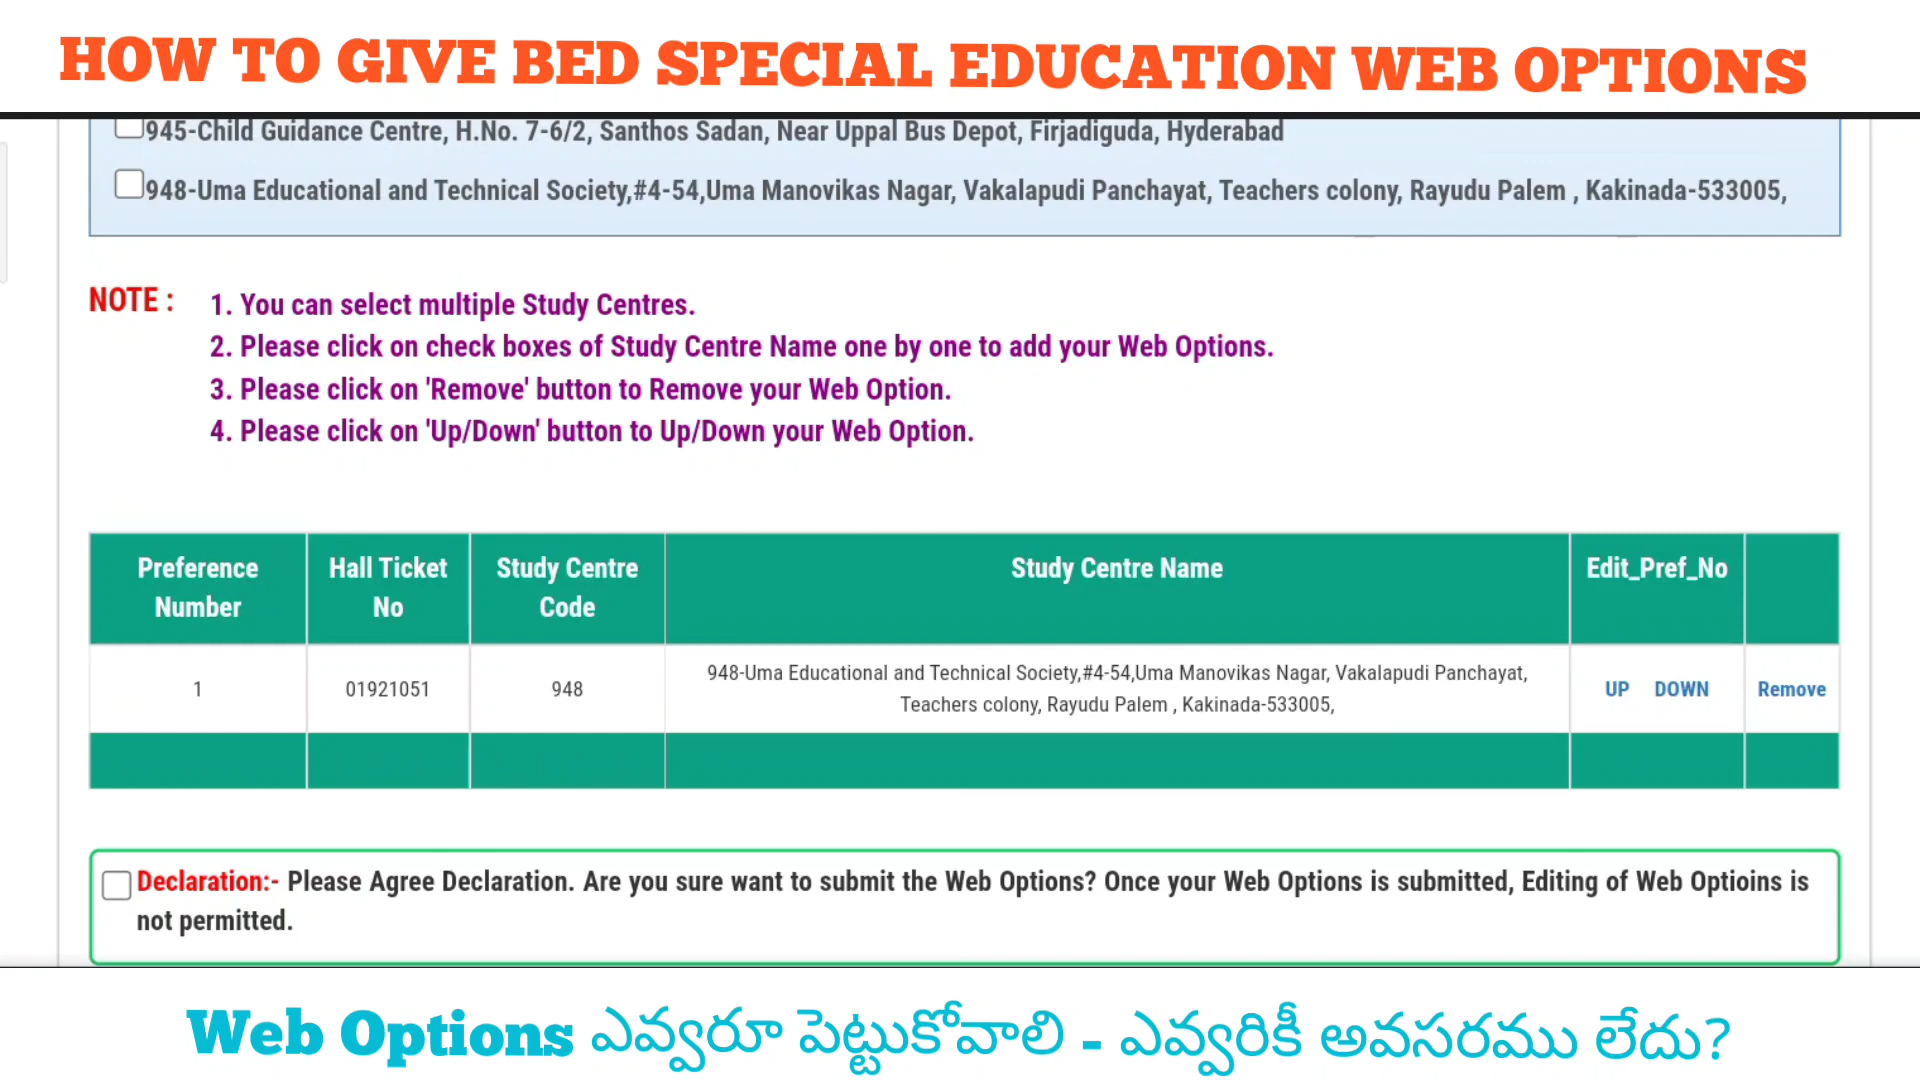 HOW TO GIVE BED SPECIAL EDUCATION WEB OPTIONS
945-Child Guidance Centre, H.No. 7-6/2, Santhos Sadan, Near Uppal Bus Depot, Firjadiguda, Hyderabad
948-Uma Educational and Technical Society,#4-54,Uma Manovikas Nagar, Vakalapudi Panchayat, Teachers colony, Rayudu Palem , Kakinada-533005,
NOTE :
1. You can select multiple Study Centres.
2. Please click on check boxes of Study Centre Name one by one to add your Web Options.
3. Please click on 'Remove' button to Remove your Web Option.
4. Please click on 'Up/Down' button to Up/Down your Web Option.
Preference Number Hall Ticket No Study Centre Code Study Centre Name Edit_Pref_No
1 01921051 948 948-Uma Educational and Technical Society,#4-54,Uma Manovikas Nagar, Vakalapudi Panchayat,
Teachers colony, Rayudu Palem , Kakinada-533005, UP DOWN Remove
Declaration:- Please Agree Declaration. Are you sure want to submit the Web Options? Once your Web Options is submitted, Editing of Web Optioins is
not permitted.
Web Options ఎవ్వరూ పెట్టుకోవాలి - ఎవ్వరికీ అవసరము లేదు?